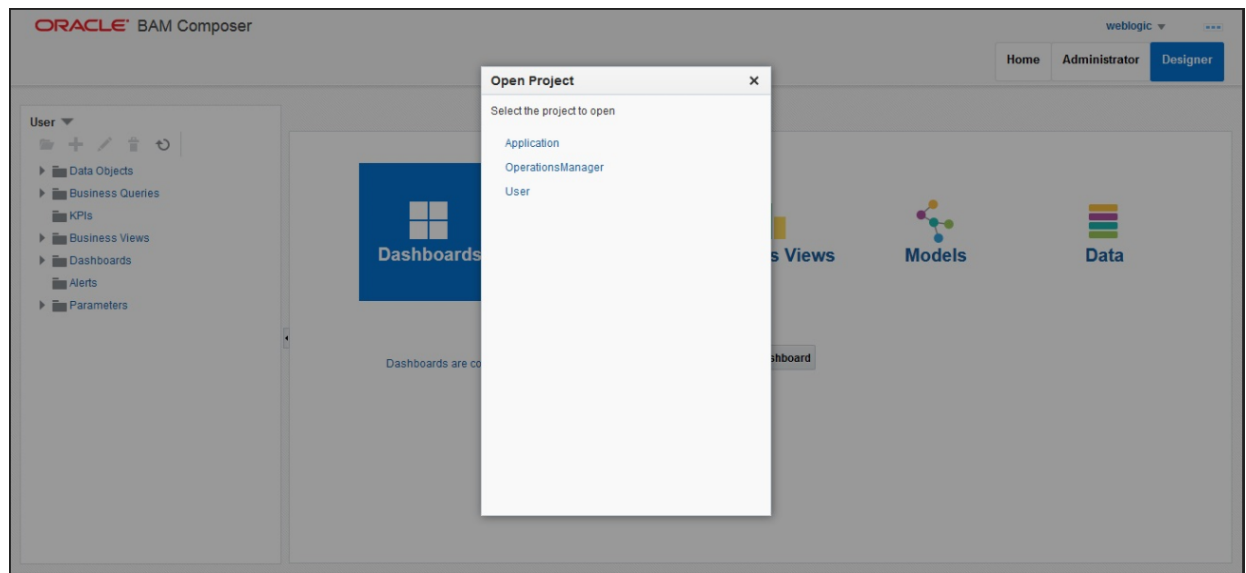 ORACLE BAM Composer
weblogic
Home Administrator Designer
Open Project
Select the project to open
Application
OperationsManager
User
User
Data Objects
Business Queries
KPIs
Business Views
Dashboards
Alerts
Parameters
Dashboards
s Views
Models
Data
Dashboards are co
shboard